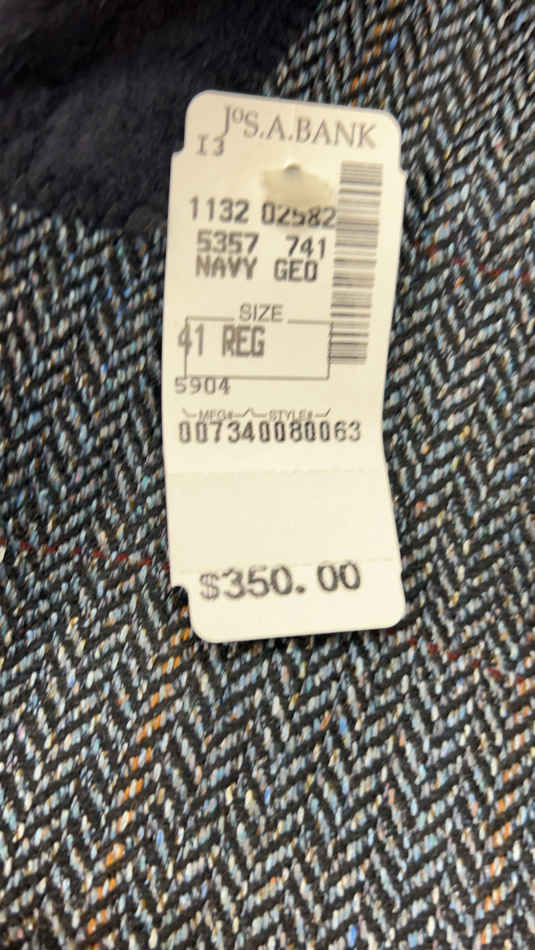 JOS.A.BANK
I3
1132 02582
5357 741
NAVY GEO
SIZE
41 REG
5904
MFG# STYLE#
007340080063
$350.00